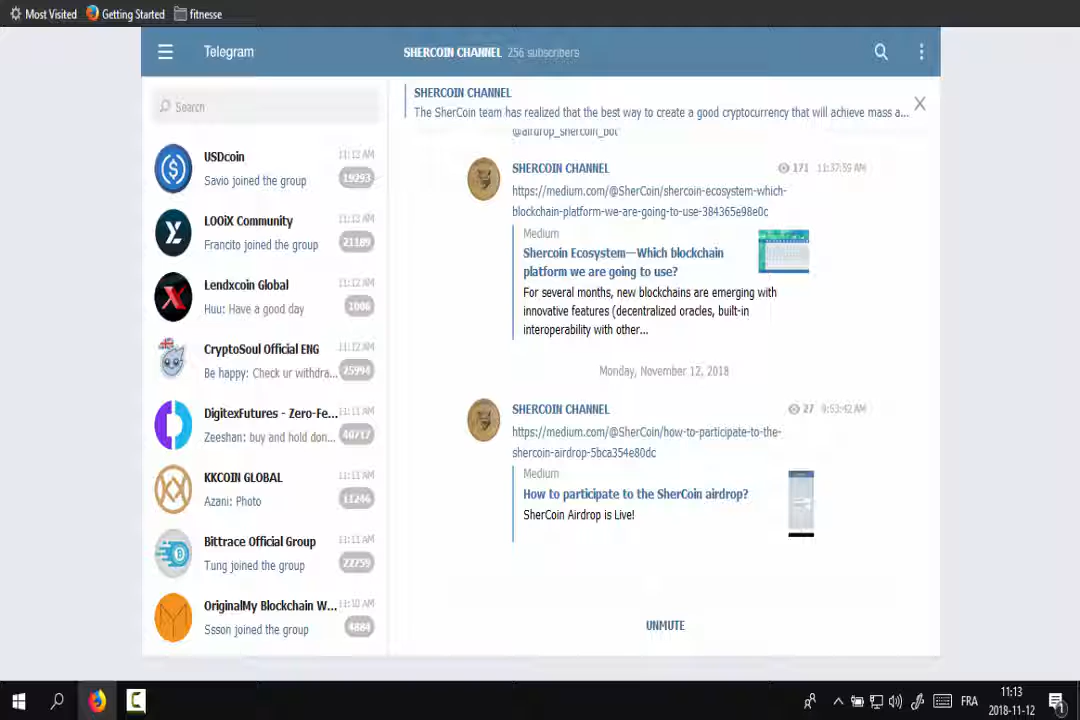 Most Visited Getting Started fitnesse
Telegram SHERCOIN CHANNEL 256 subscribers
Search
USDcoin 11:12 AM
Savio joined the group 19293
LOOiX Community 11:12 AM
Francito joined the group 21189
Lendxcoin Global 11:12 AM
Huu: Have a good day 1006
CryptoSoul Official ENG 11:12 AM
Be happy: Check ur withdra... 25994
DigitexFutures - Zero-Fe... 11:11 AM
Zeeshan: buy and hold don... 40717
KKCOIN GLOBAL 11:11 AM
Azani: Photo 11246
Bittrace Official Group 11:11 AM
Tung joined the group 22759
OriginalMy Blockchain W... 11:10 AM
Ssson joined the group 4884
SHERCOIN CHANNEL
The SherCoin team has realized that the best way to create a good cryptocurrency that will achieve mass a...
@airdrop_shercoin_bot
SHERCOIN CHANNEL 171 11:37:59 AM
https://medium.com/@SherCoin/shercoin-ecosystem-which-
blockchain-platform-we-are-going-to-use-384365e98e0c
Medium
Shercoin Ecosystem—Which blockchain
platform we are going to use?
For several months, new blockchains are emerging with
innovative features (decentralized oracles, built-in
interoperability with other...
Monday, November 12, 2018
SHERCOIN CHANNEL 27 9:53:42 AM
https://medium.com/@SherCoin/how-to-participate-to-the-
shercoin-airdrop-5bca354e80dc
Medium
How to participate to the SherCoin airdrop?
SherCoin Airdrop is Live!
UNMUTE
FRA
11:13
2018-11-12
1